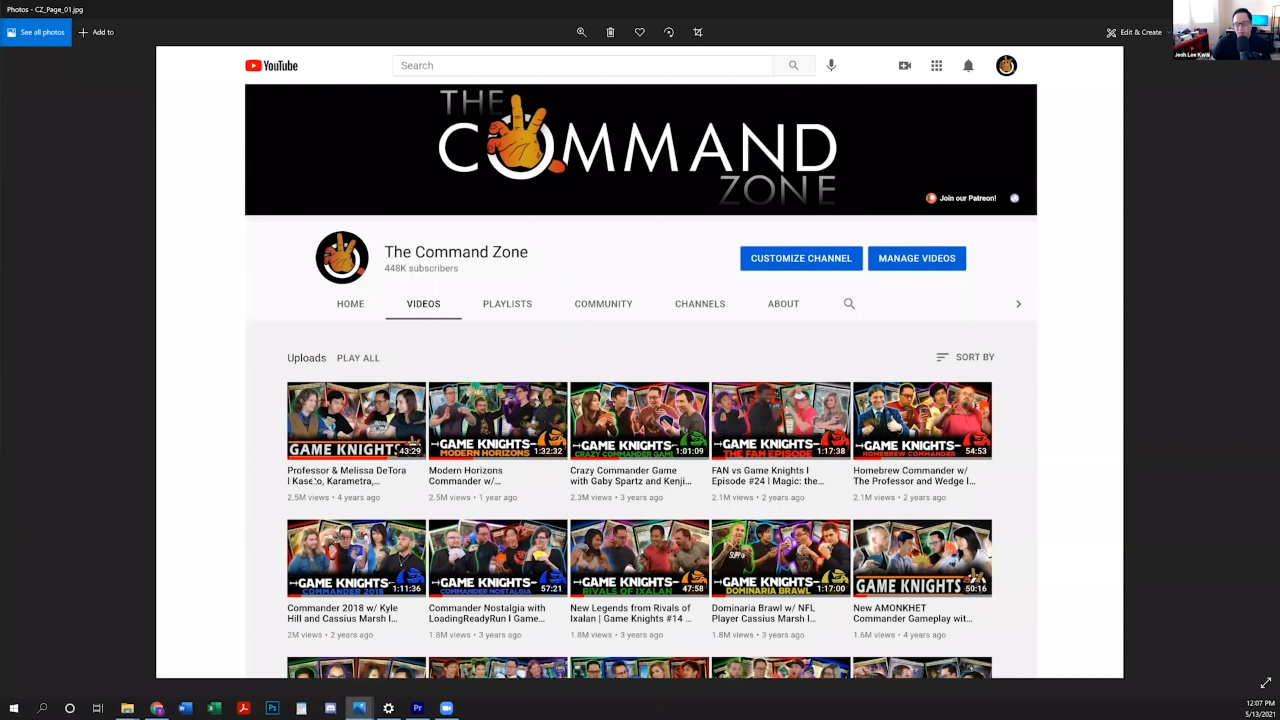 Photos - CZ_Page_01.jpg
See all photos
Add to
Edit & Create
Josh Lee Kwai
YouTube
Search
THE
COMMAND
ZONE
Join our Patreon!
The Command Zone
448K subscribers
CUSTOMIZE CHANNEL
MANAGE VIDEOS
HOME
VIDEOS
PLAYLISTS
COMMUNITY
CHANNELS
ABOUT
Uploads
PLAY ALL
SORT BY
GAME KNIGHTS
43:29
GAME KNIGHTS
MODERN HORIZONS
1:32:32
GAME KNIGHTS
CRAZY COMMANDER GAME
1:01:09
GAME KNIGHTS
THE FAN EPISODE
1:17:38
GAME KNIGHTS
HOMEBREW COMMANDER
54:53
Professor & Melissa DeTora
Karametra,...
2.5M views • 4 years ago
Modern Horizons
Commander w/...
2.5M views • 1 year ago
Crazy Commander Game
with Gaby Spartz and Kenji...
2.3M views • 3 years ago
FAN vs Game Knights l
Episode #24 l Magic: the...
2.1M views • 2 years ago
Homebrew Commander w/
The Professor and Wedge l...
2.1M views • 2 years ago
GAME KNIGHTS
COMMANDER 2018
1:11:36
GAME KNIGHTS
COMMANDER NOSTALGIA
57:21
GAME KNIGHTS
RIVALS OF IXALAN
47:58
GAME KNIGHTS
DOMINARIA BRAWL
1:17:00
GAME KNIGHTS
50:16
Commander 2018 w/ Kyle
Hill and Cassius Marsh l...
2M views • 2 years ago
Commander Nostalgia with
LoadingReadyRun l Game...
1.8M views • 3 years ago
New Legends from Rivals of
Ixalan | Game Knights #14 ...
1.8M views • 3 years ago
Dominaria Brawl w/ NFL
Player Cassius Marsh l...
1.8M views • 3 years ago
New AMONKHET
Commander Gameplay wit...
1.6M views • 4 years ago
12:07 PM
5/13/2021